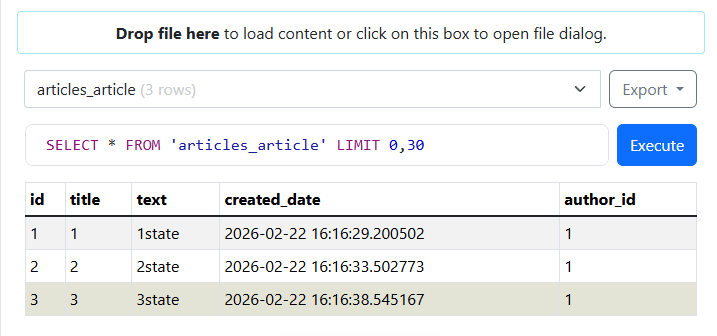 Drop file here to load content or click on this box to open file dialog.
articles_article (3 rows) Export
SELECT * FROM 'articles_article' LIMIT 0,30 Execute
id title text created_date author_id
1 1 1state 2026-02-22 16:16:29.200502 1
2 2 2state 2026-02-22 16:16:33.502773 1
3 3 3state 2026-02-22 16:16:38.545167 1